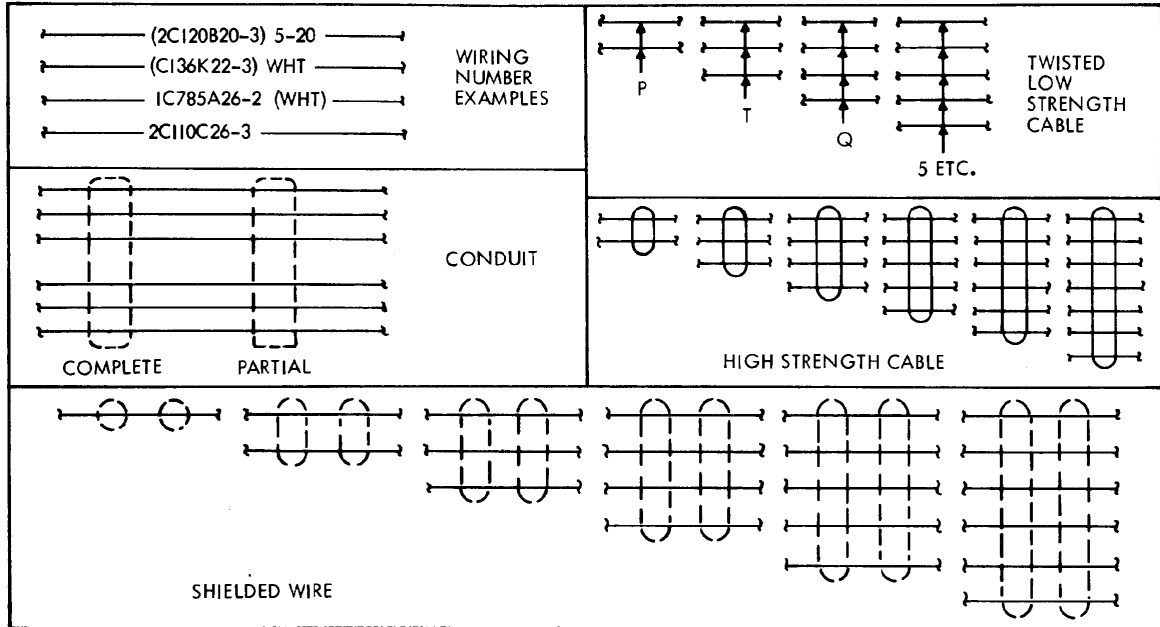 (2C120B20-3) 5-20
(C136K22-3) WHT
1C785A26-2 (WHT)
2C110C26-3
WIRING
NUMBER
EXAMPLES
P
T
Q
5 ETC.
TWISTED
LOW
STRENGTH
CABLE
CONDUIT
COMPLETE
PARTIAL
HIGH STRENGTH CABLE
SHIELDED WIRE